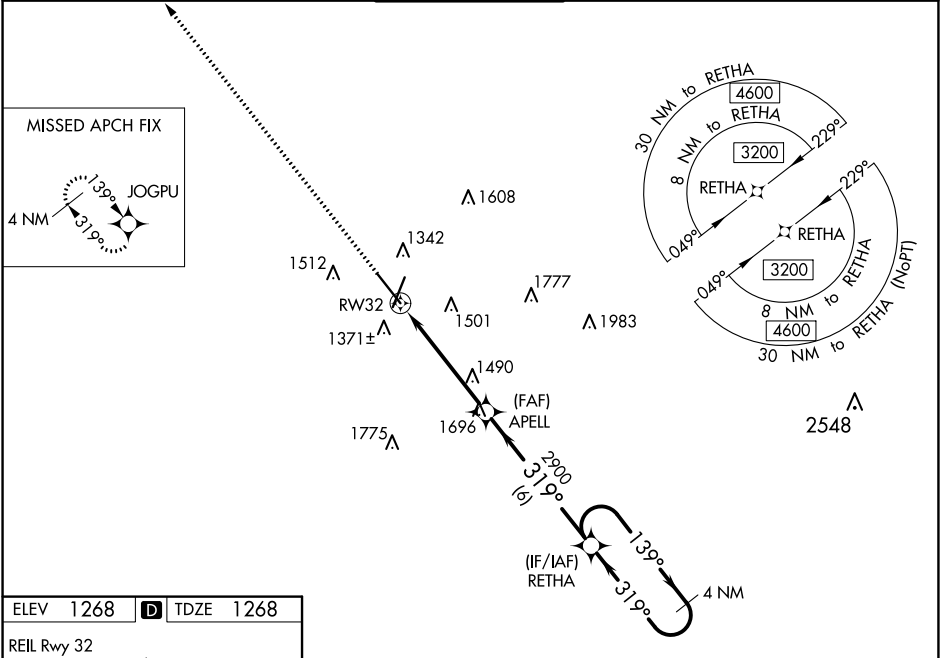 MISSED APCH FIX
139°
JOGPU
4 NM
319°
30 NM to RETHA
4600
8 NM to RETHA
3200
229°
RETHA
049°
229°
RETHA
3200
049°
8 NM to RETHA
4600
30 NM to RETHA (NoPT)
1608
1342
1512
1777
RW32
1501
1983
1371±
1490
(FAF)
APELL
1696
1775
2548
2900
319°
(6)
(IF/IAF)
RETHA
139°
319°
4 NM
ELEV 1268 D TDZE 1268
REIL Rwy 32